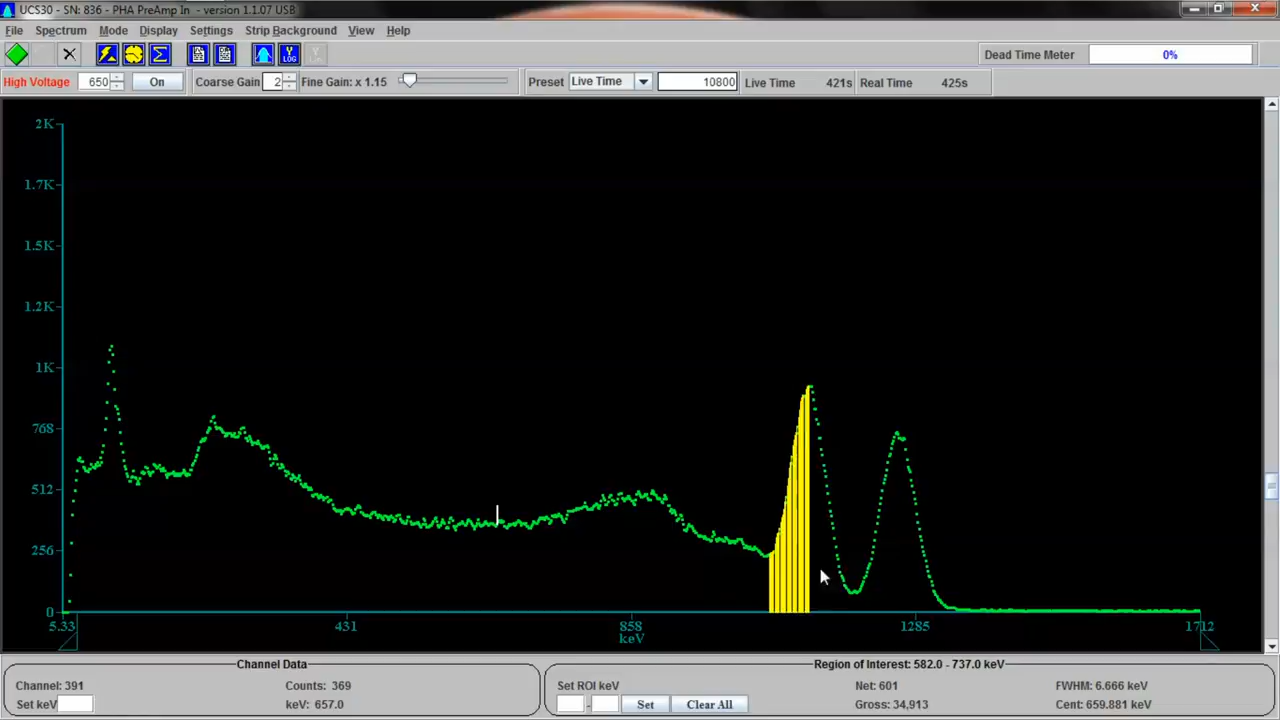 UCS30 - SN: 836 - PHA PreAmp In - version 1.1.07 USB
File Spectrum Mode Display Settings Strip Background View Help
Y LOG Dead Time Meter 0%
High Voltage 650 On Coarse Gain 2 Fine Gain: x 1.15 Preset Live Time 10800 Live Time 421s Real Time 425s
2K
1.7K
1.5K
1.2K
1K
768
512
256
0
5.33 431 858 1285 1712
keV
Channel Data Region of Interest: 582.0 - 737.0 keV
Channel: 391 Counts: 369 Set ROI keV Net: 601 FWHM: 6.666 keV
Set keV keV: 657.0 - Set Clear All Gross: 34,913 Cent: 659.881 keV